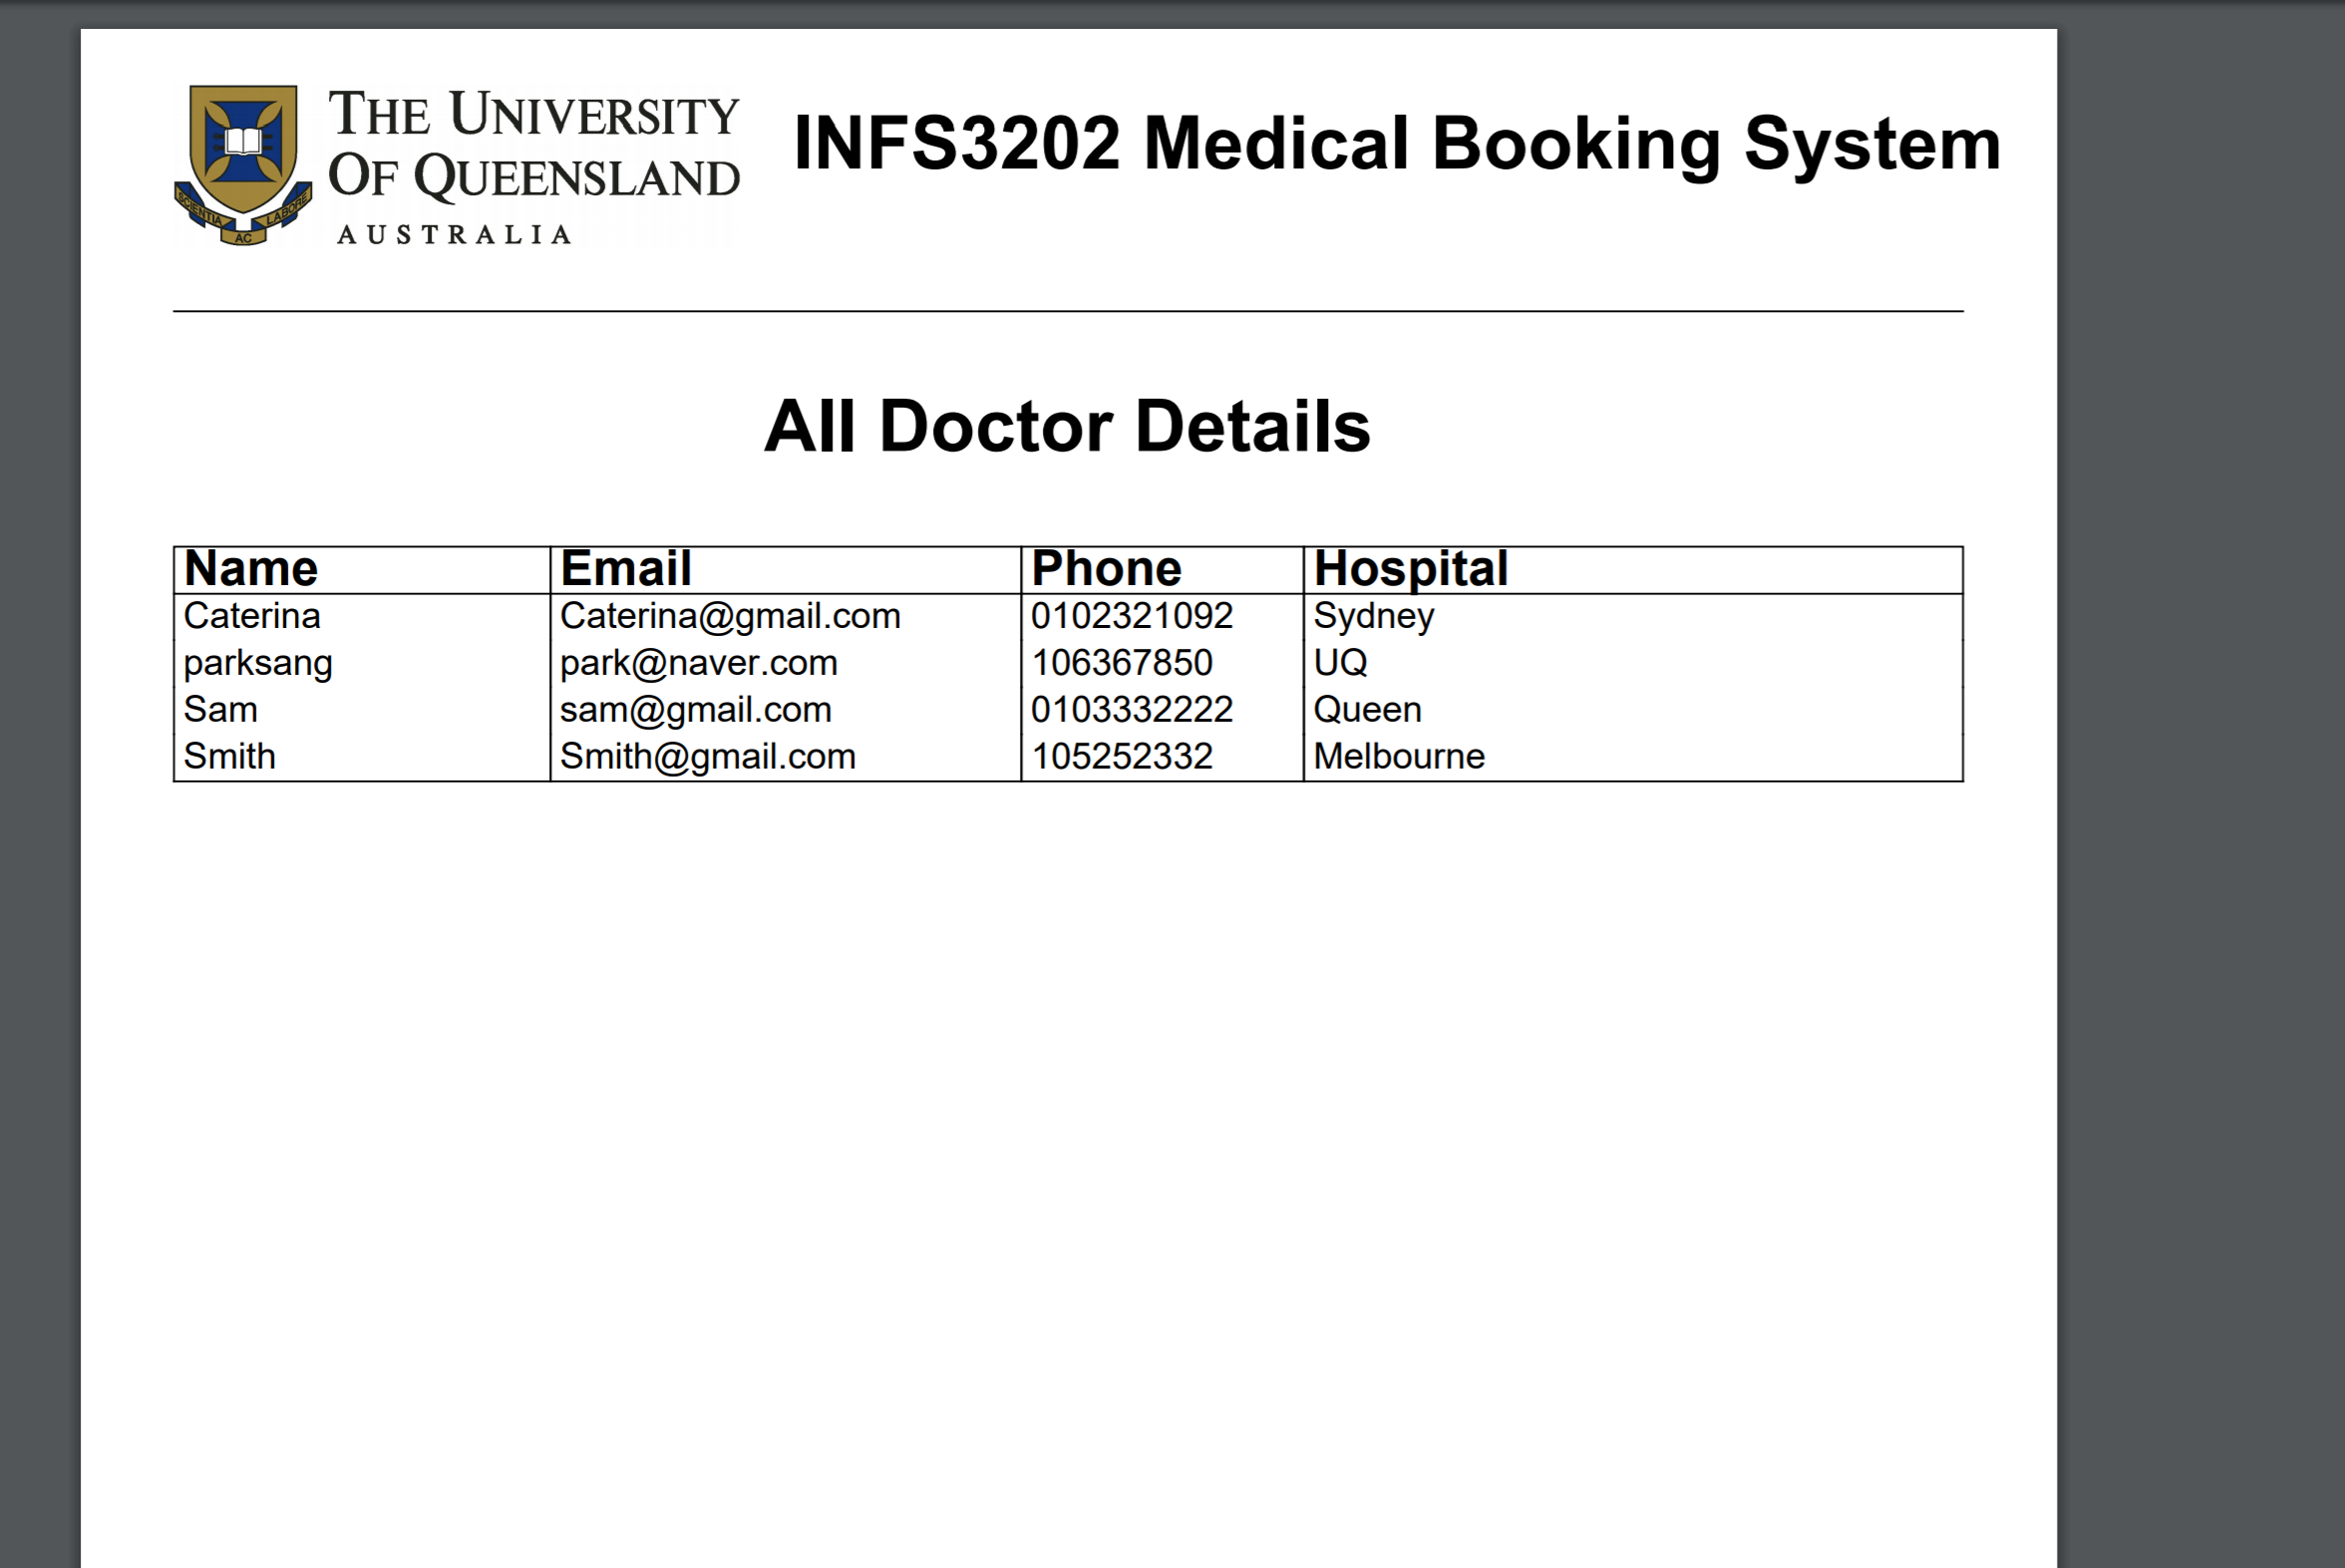 THE UNIVERSITY
OF QUEENSLAND
AUSTRALIA
SCIENTIA AC LABORE
INFS3202 Medical Booking System
All Doctor Details
Name Email Phone Hospital
Caterina Caterina@gmail.com 0102321092 Sydney
parksang park@naver.com 106367850 UQ
Sam sam@gmail.com 0103332222 Queen
Smith Smith@gmail.com 105252332 Melbourne